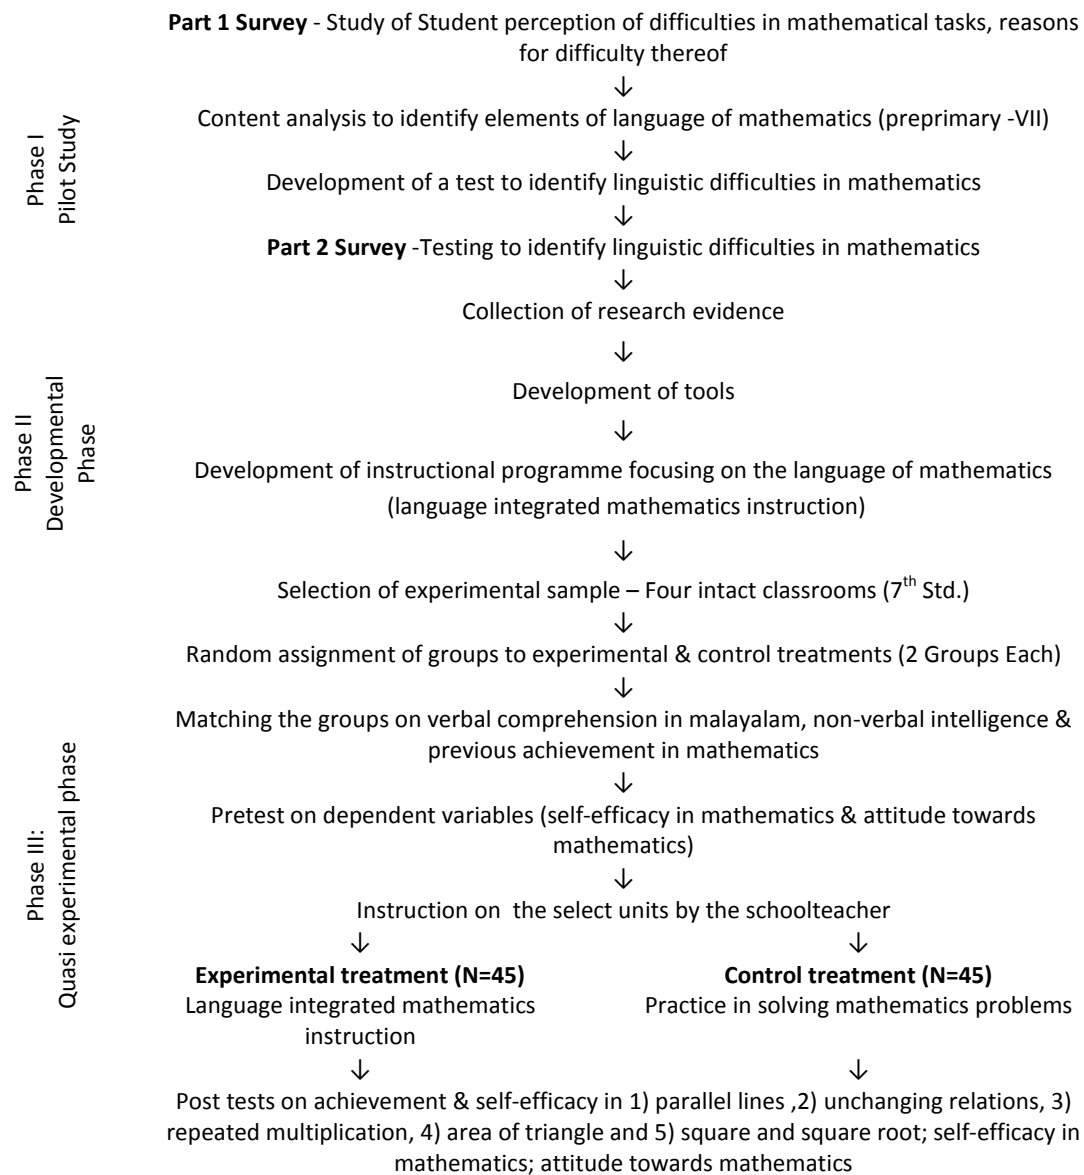 Part 1 Survey - Study of Student perception of difficulties in mathematical tasks, reasons
for difficulty thereof
↓
Content analysis to identify elements of language of mathematics (preprimary -VII)
↓
Development of a test to identify linguistic difficulties in mathematics
↓
Part 2 Survey -Testing to identify linguistic difficulties in mathematics
↓
Phase I
Pilot Study
Collection of research evidence
↓
Development of tools
↓
Development of instructional programme focusing on the language of mathematics
(language integrated mathematics instruction)
↓
Phase II
Developmental
Phase
Selection of experimental sample – Four intact classrooms (7th Std.)
↓
Random assignment of groups to experimental & control treatments (2 Groups Each)
↓
Matching the groups on verbal comprehension in malayalam, non-verbal intelligence &
previous achievement in mathematics
↓
Pretest on dependent variables (self-efficacy in mathematics & attitude towards
mathematics)
↓
Instruction on the select units by the schoolteacher
↓ ↓
Experimental treatment (N=45)
Language integrated mathematics
instruction
Control treatment (N=45)
Practice in solving mathematics problems
↓ ↓
Post tests on achievement & self-efficacy in 1) parallel lines ,2) unchanging relations, 3)
repeated multiplication, 4) area of triangle and 5) square and square root; self-efficacy in
mathematics; attitude towards mathematics
Phase III:
Quasi experimental phase